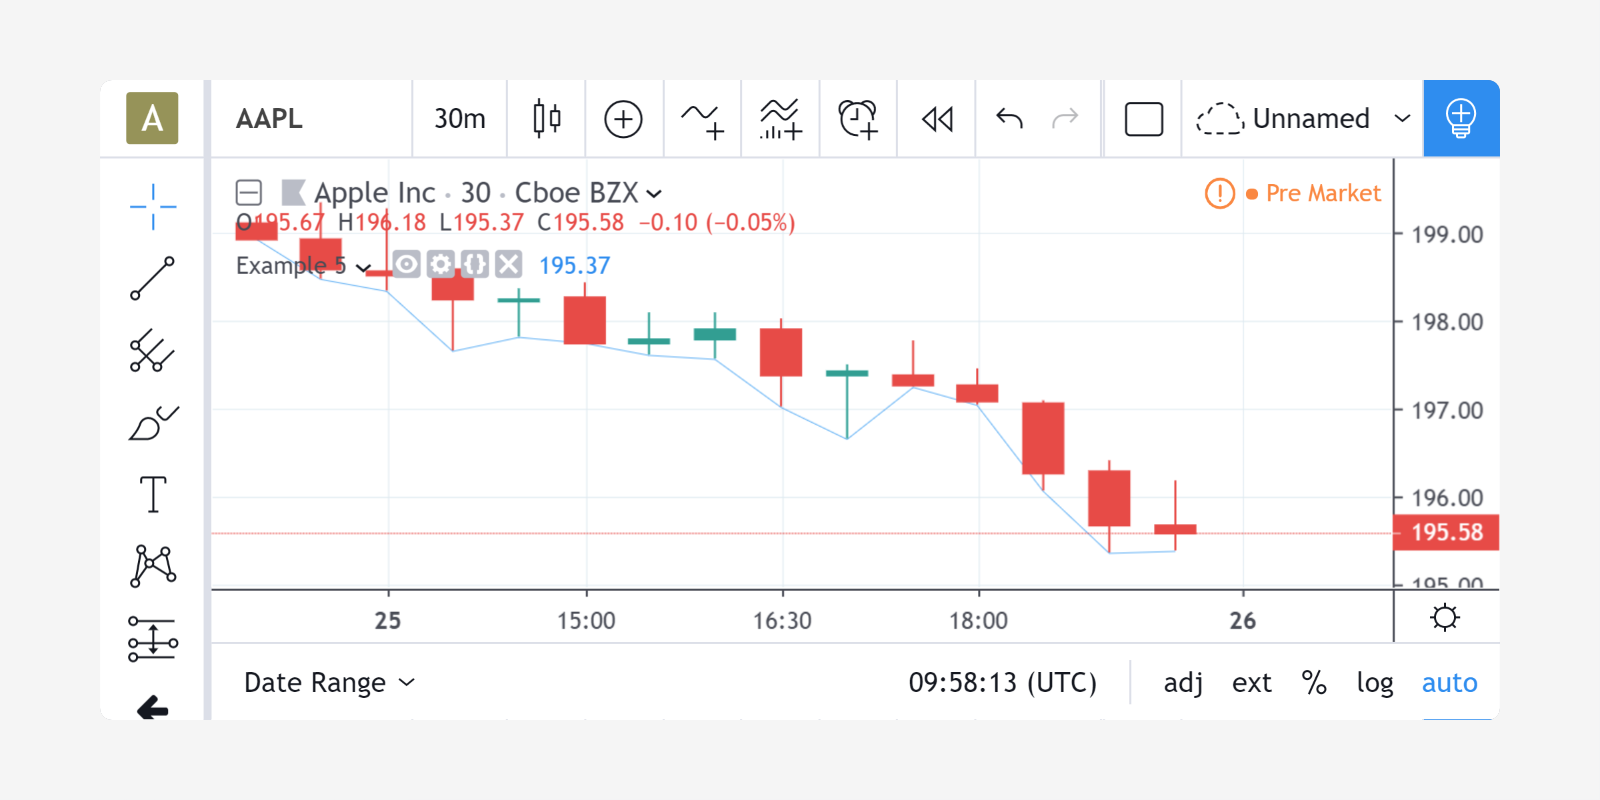 A
AAPL 30m Unnamed
Apple Inc · 30 · Cboe BZX
Pre Market
O195.67 H196.18 L195.37 C195.58 −0.10 (−0.05%)
Example 5 195.37
199.00
198.00
197.00
196.00
195.58
195.00
25 15:00 16:30 18:00 26
Date Range 09:58:13 (UTC) adj ext % log auto
T